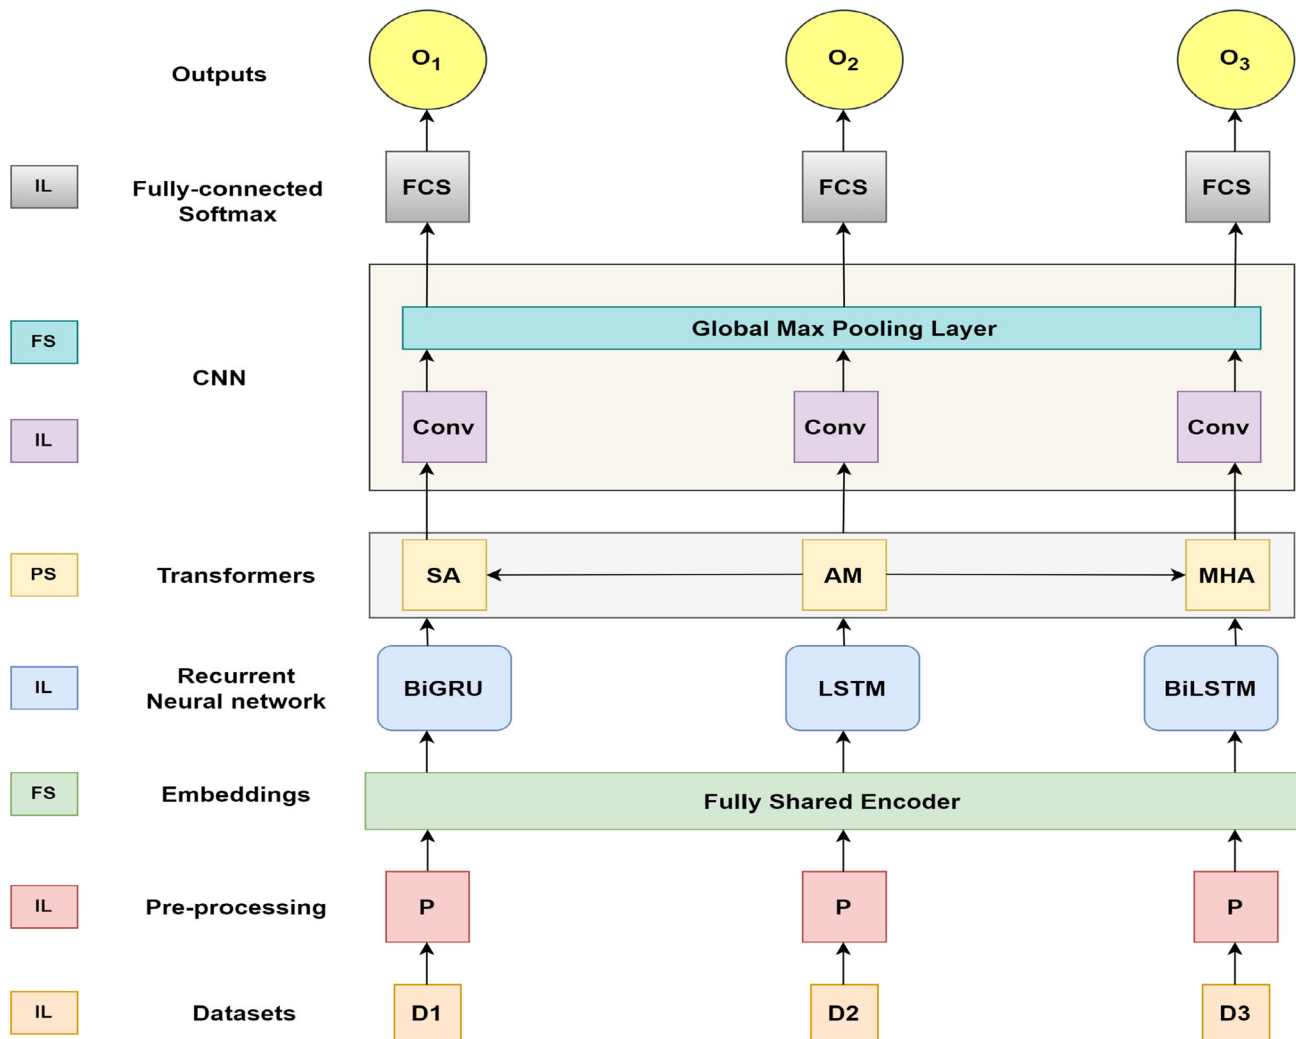 Outputs
O1
O2
O3
IL
Fully-connected
Softmax
FCS
FCS
FCS
FS
CNN
Global Max Pooling Layer
IL
Conv
Conv
Conv
PS
Transformers
SA
AM
MHA
IL
Recurrent
Neural network
BiGRU
LSTM
BiLSTM
FS
Embeddings
Fully Shared Encoder
IL
Pre-processing
P
P
P
IL
Datasets
D1
D2
D3